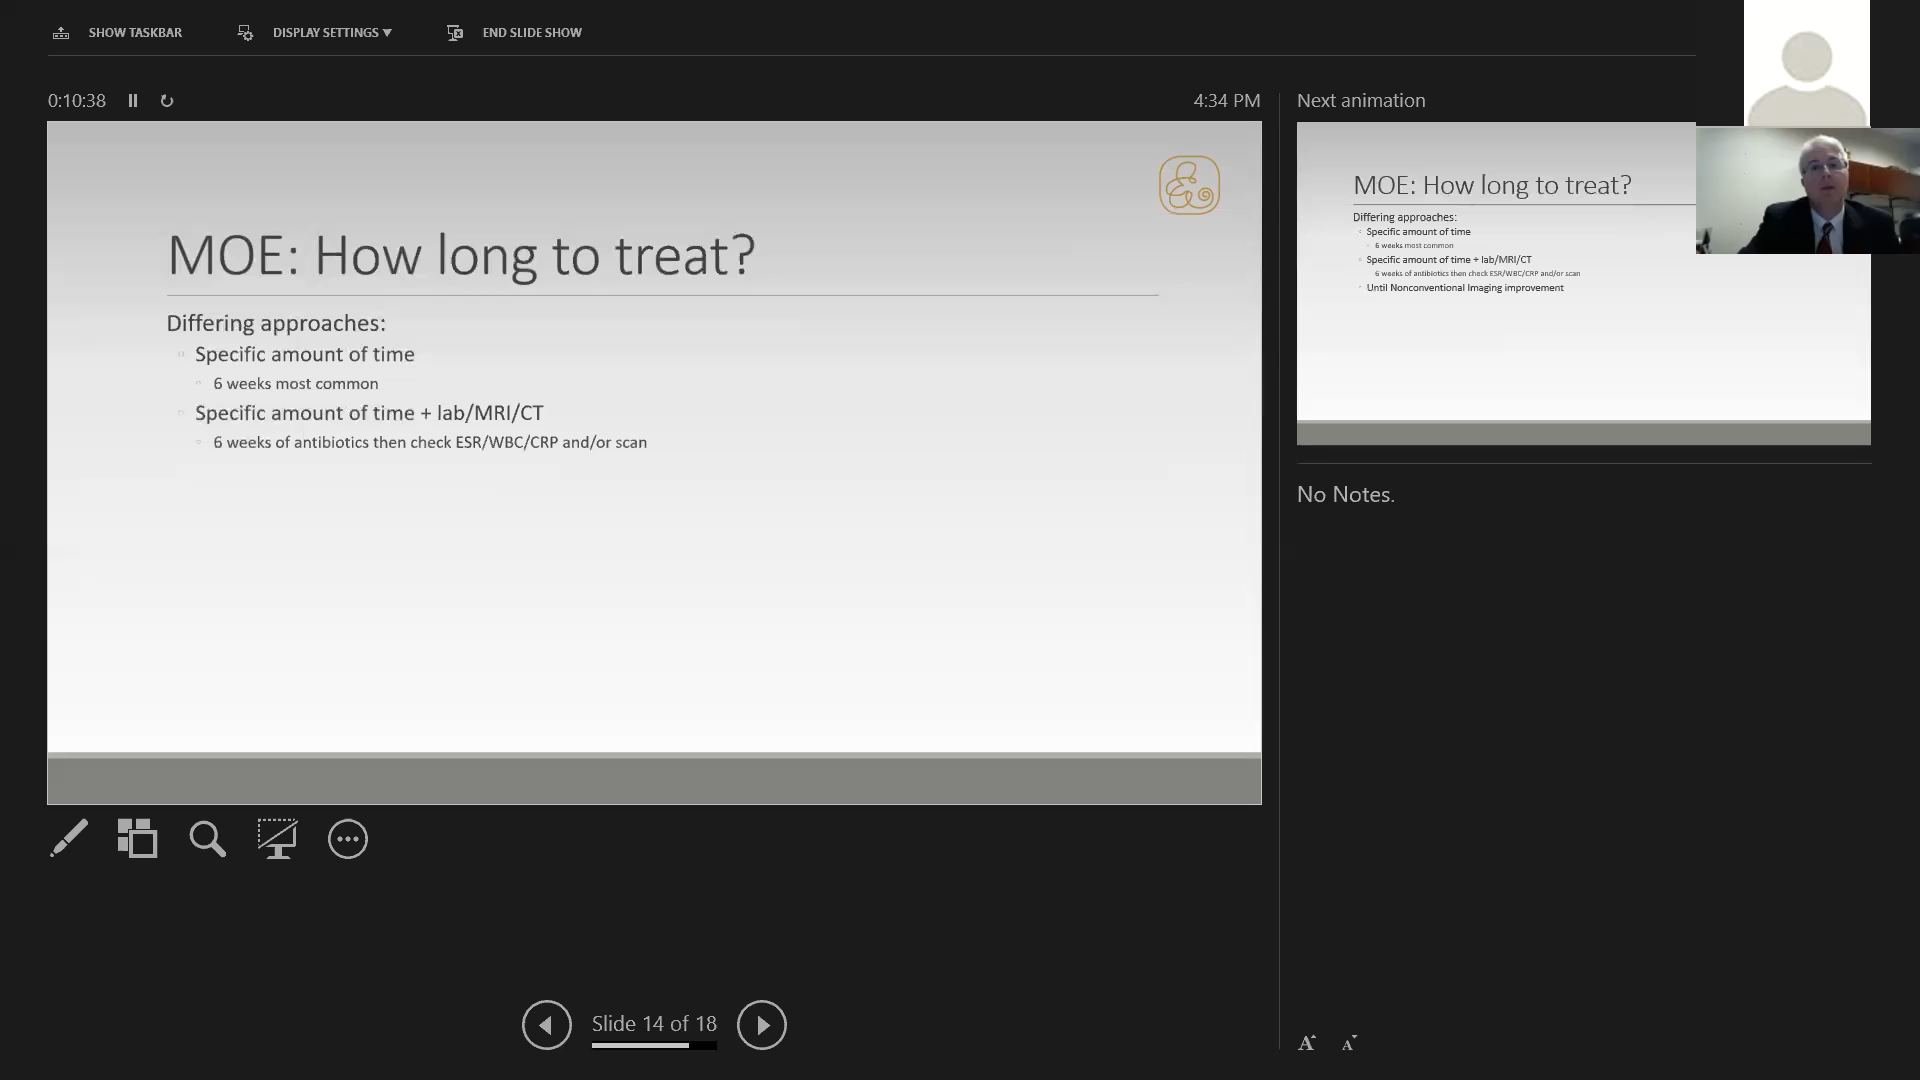 SHOW TASKBAR
DISPLAY SETTINGS ▼
END SLIDE SHOW
0:10:38
4:34 PM
MOE: How long to treat?
Differing approaches:
Specific amount of time
6 weeks most common
Specific amount of time + lab/MRI/CT
6 weeks of antibiotics then check ESR/WBC/CRP and/or scan
Slide 14 of 18
Next animation
MOE: How long to treat?
Differing approaches:
Specific amount of time
6 weeks most common
Specific amount of time + lab/MRI/CT
6 weeks of antibiotics then check ESR/WBC/CRP and/or scan
Until Nonconventional Imaging improvement
No Notes.
A A